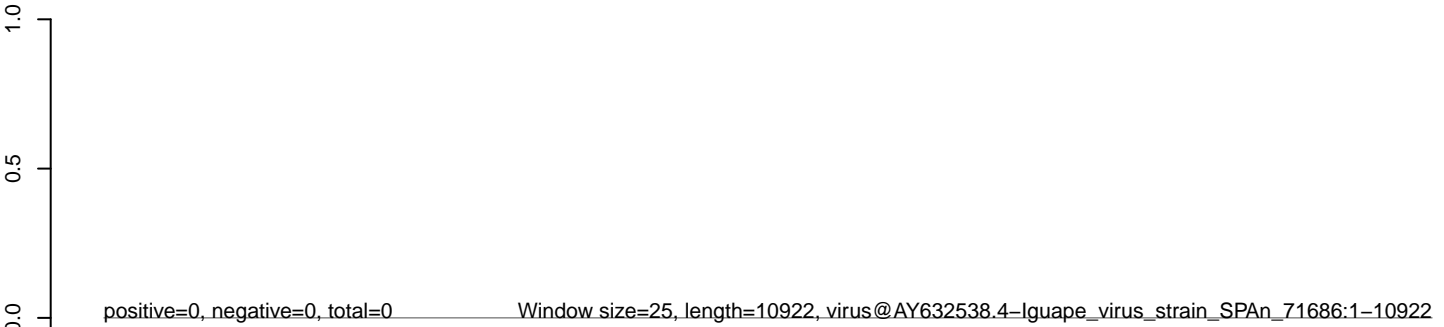 1.0
0.5
0.0
positive=0, negative=0, total=0
Window size=25, length=10922, virus@AY632538.4−Iguape_virus_strain_SPAn_71686:1−10922